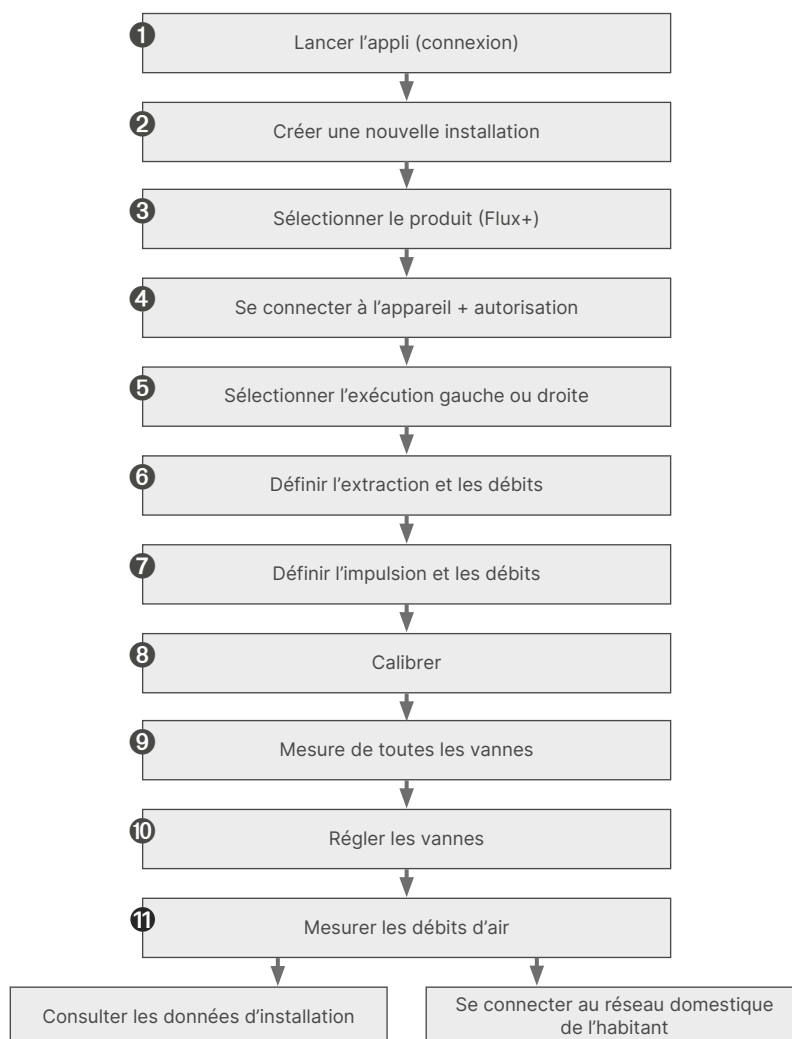 1 Lancer l’appli (connexion)
2 Créer une nouvelle installation
3 Sélectionner le produit (Flux+)
4 Se connecter à l’appareil + autorisation
5 Sélectionner l’exécution gauche ou droite
6 Définir l’extraction et les débits
7 Définir l’impulsion et les débits
8 Calibrer
9 Mesure de toutes les vannes
10 Régler les vannes
11 Mesurer les débits d'air
Consulter les données d’installation
Se connecter au réseau domestique
de l’habitant